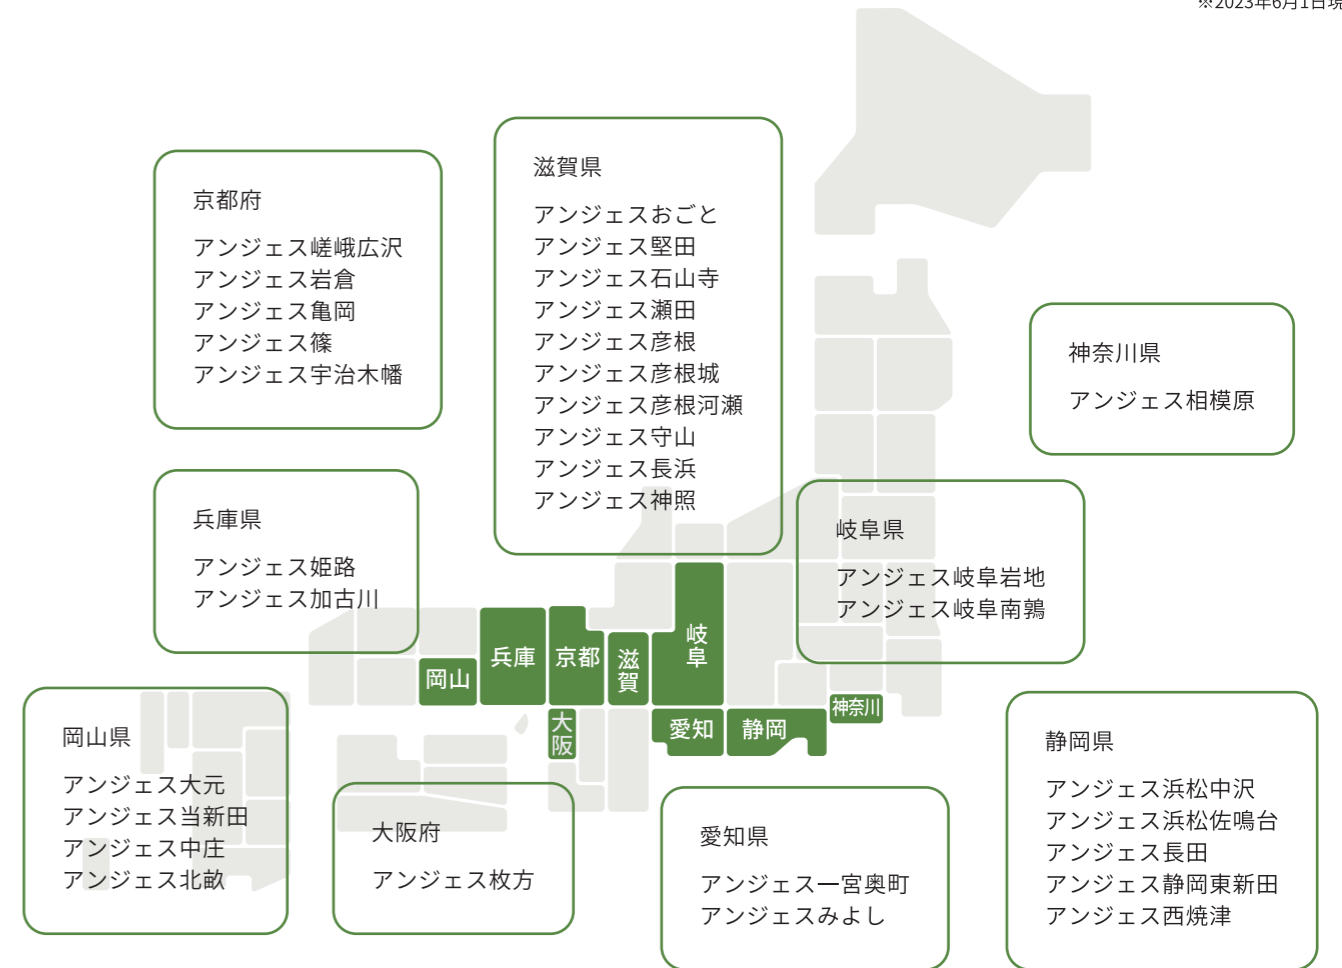 ※2023年6月1日現
京都府
アンジェス嵯峨広沢
アンジェス岩倉
アンジェス亀岡
アンジェス篠
アンジェス宇治木幡
滋賀県
アンジェスおごと
アンジェス堅田
アンジェス石山寺
アンジェス瀬田
アンジェス彦根
アンジェス彦根城
アンジェス彦根河瀬
アンジェス守山
アンジェス長浜
アンジェス神照
神奈川県
アンジェス相模原
兵庫県
アンジェス姫路
アンジェス加古川
岐阜県
アンジェス岐阜岩地
アンジェス岐阜南鶉
岡山
兵庫
京都
滋賀
岐阜
大阪
愛知
静岡
神奈川
岡山県
アンジェス大元
アンジェス当新田
アンジェス中庄
アンジェス北畝
大阪府
アンジェス枚方
愛知県
アンジェス一宮奥町
アンジェスみよし
静岡県
アンジェス浜松中沢
アンジェス浜松佐鳴台
アンジェス長田
アンジェス静岡東新田
アンジェス西焼津